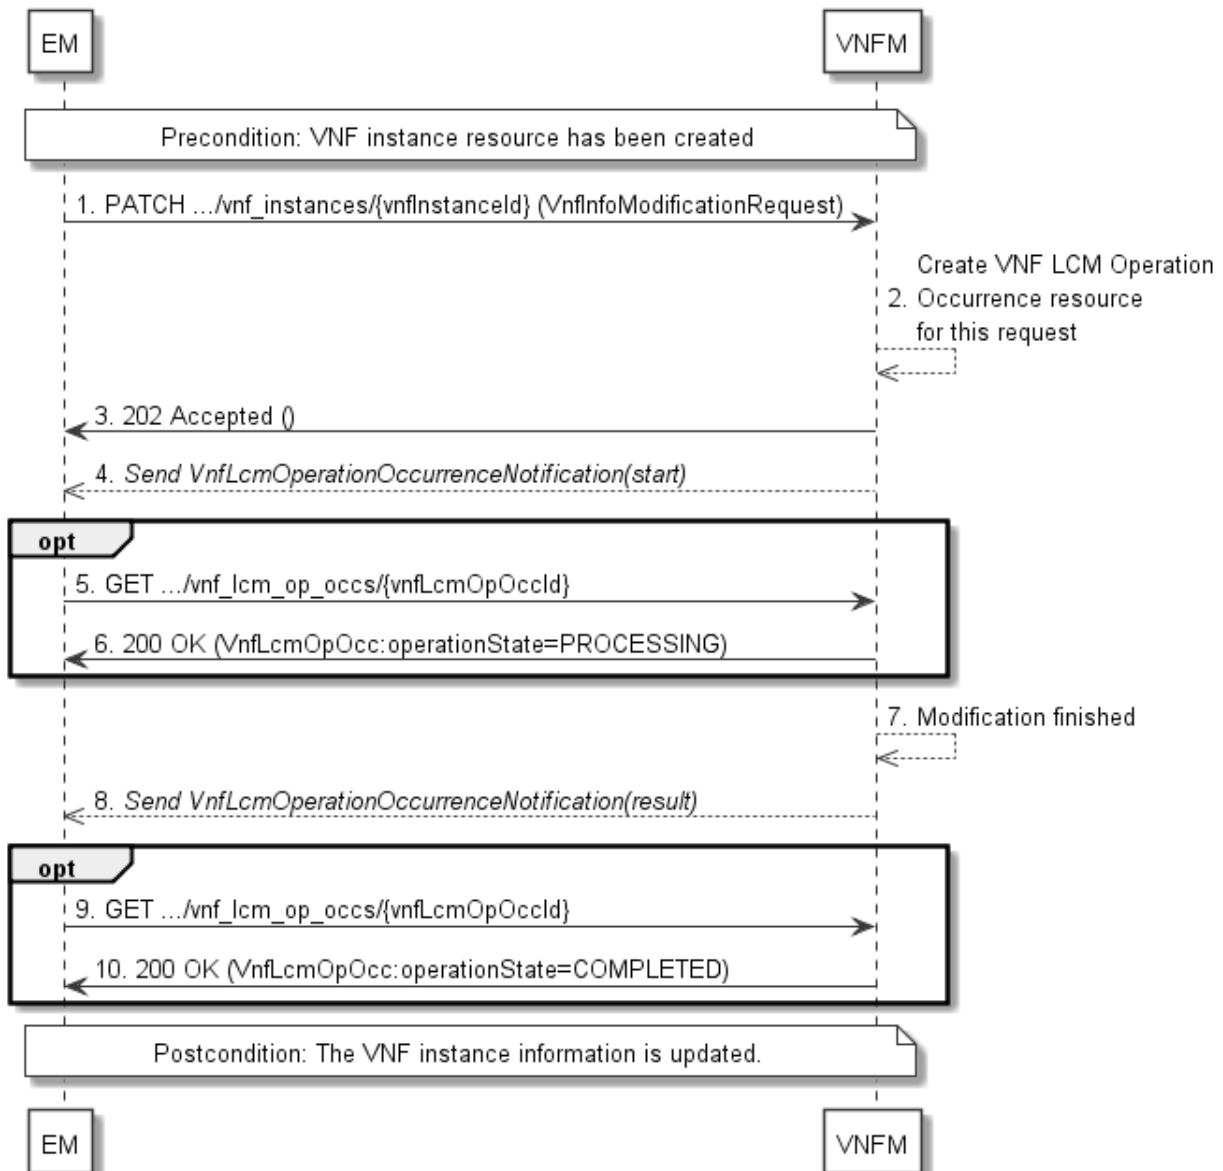 EM VNFM
Precondition: VNF instance resource has been created
1. PATCH .../vnf_instances/{vnfInstanceId} (VnfInfoModificationRequest)
Create VNF LCM Operation
2. Occurrence resource
for this request
3. 202 Accepted ()
4. Send VnfLcmOperationOccurrenceNotification(start)
opt
5. GET .../vnf_lcm_op_occs/{vnfLcmOpOccId}
6. 200 OK (VnfLcmOpOcc:operationState=PROCESSING)
7. Modification finished
8. Send VnfLcmOperationOccurrenceNotification(result)
opt
9. GET .../vnf_lcm_op_occs/{vnfLcmOpOccId}
10. 200 OK (VnfLcmOpOcc:operationState=COMPLETED)
Postcondition: The VNF instance information is updated.
EM VNFM